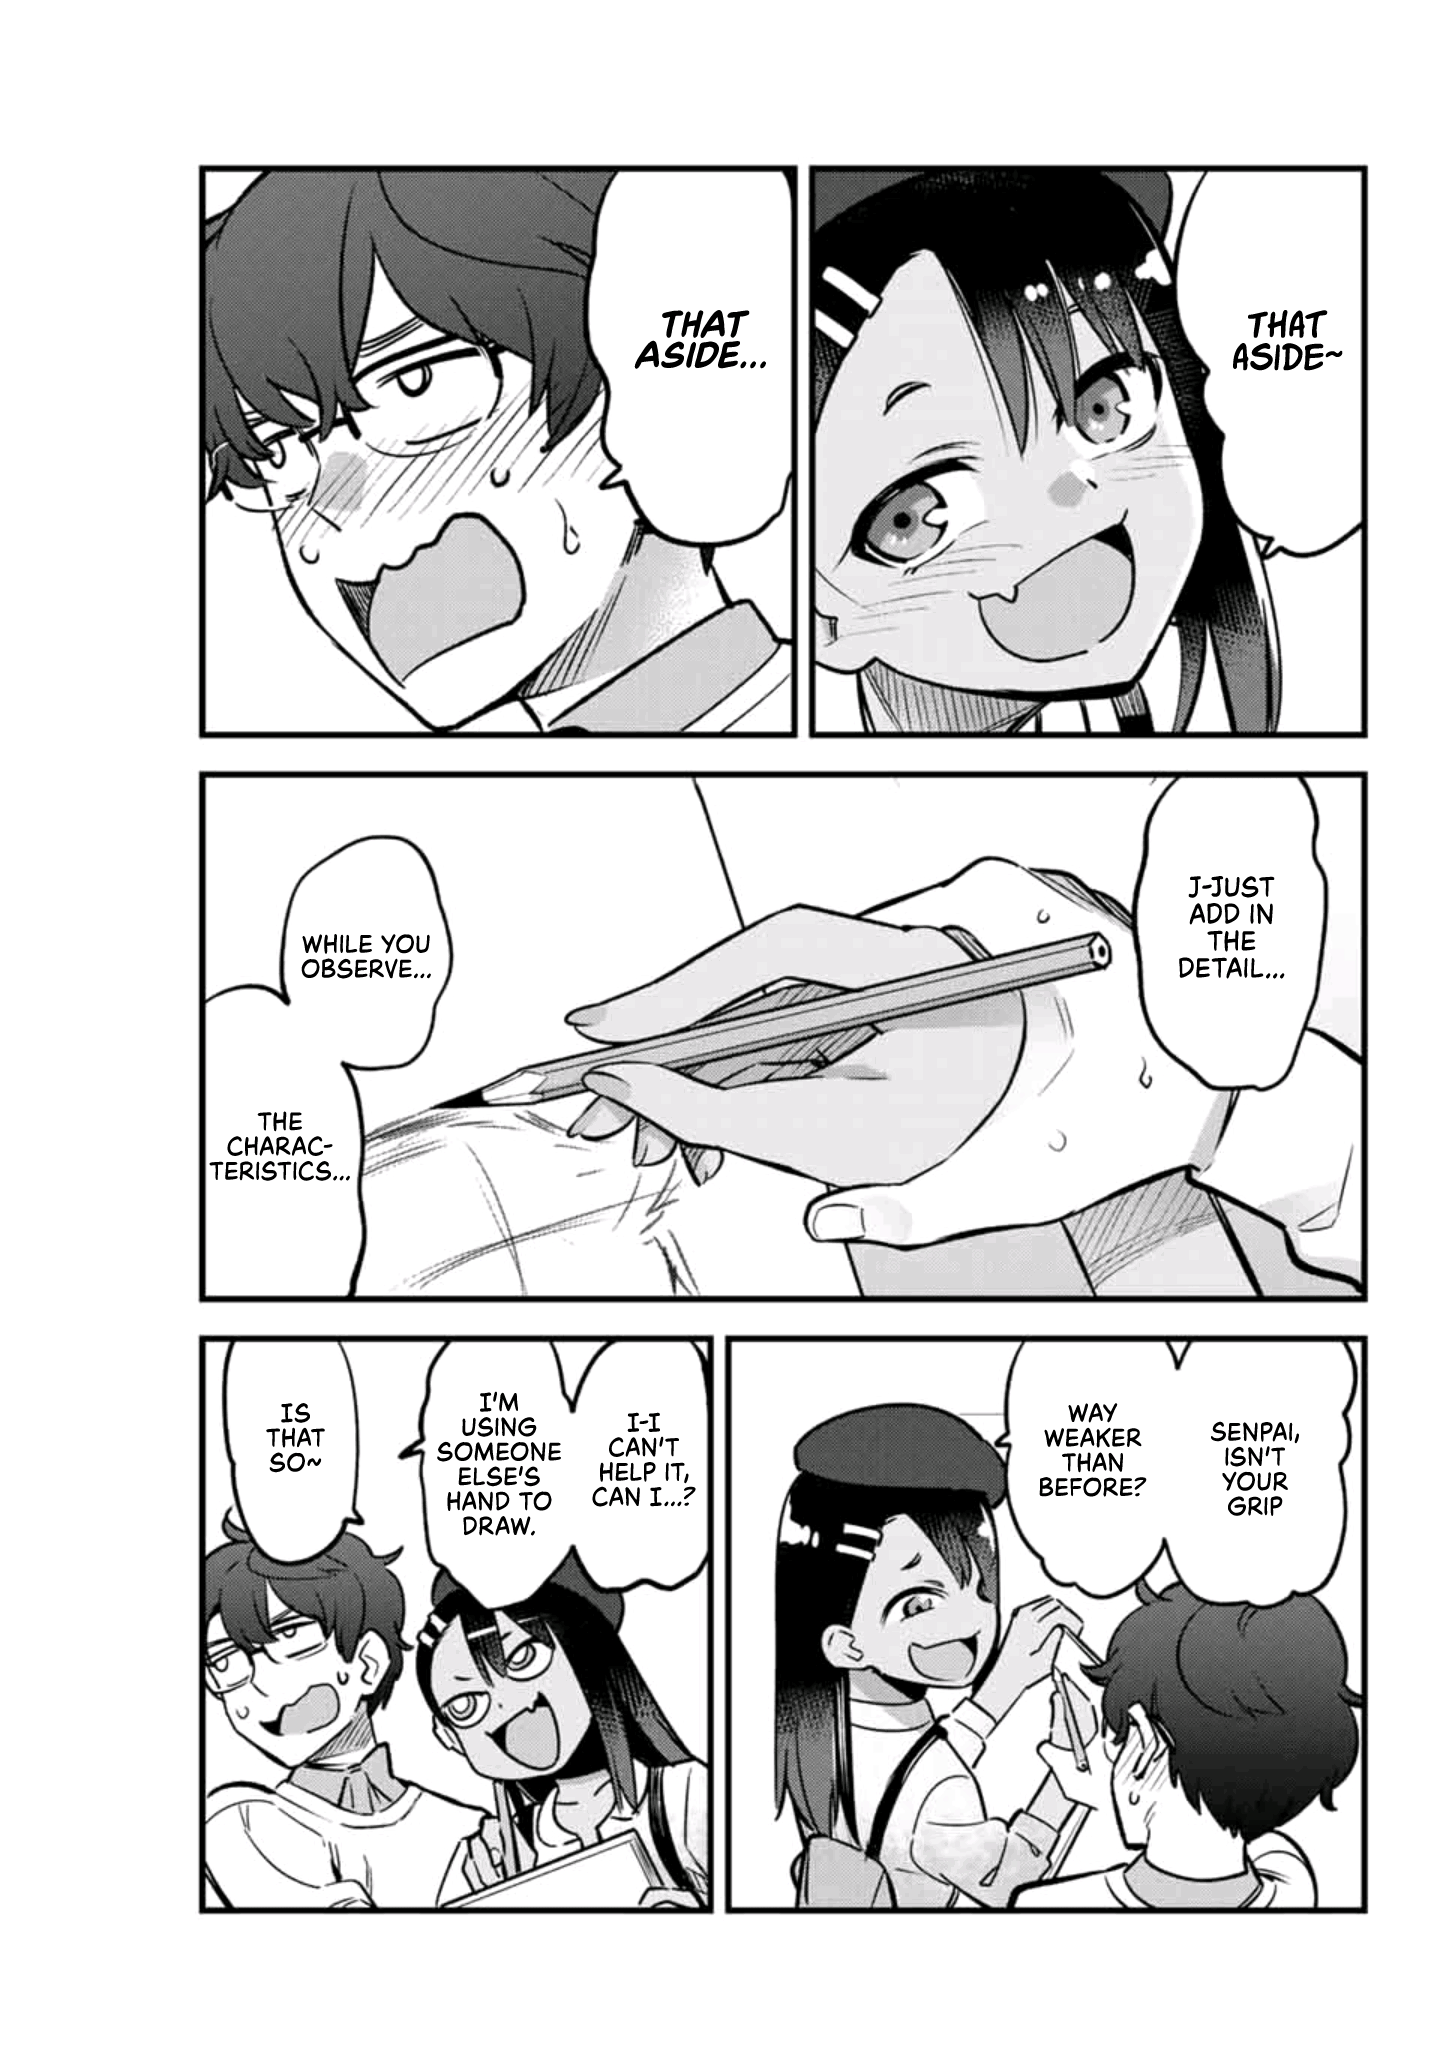 THAT
ASIDE~
THAT
ASIDE...
J-JUST
ADD IN
THE
DETAIL...
WHILE YOU
OBSERVE...
THE
CHARAC-
TERISTICS...
SENPAI,
ISN'T
YOUR
GRIP
WAY
WEAKER
THAN
BEFORE?
I-I
CAN'T
HELP IT,
CAN I...?
I'M
USING
SOMEONE
ELSE'S
HAND TO
DRAW.
IS
THAT
SO~